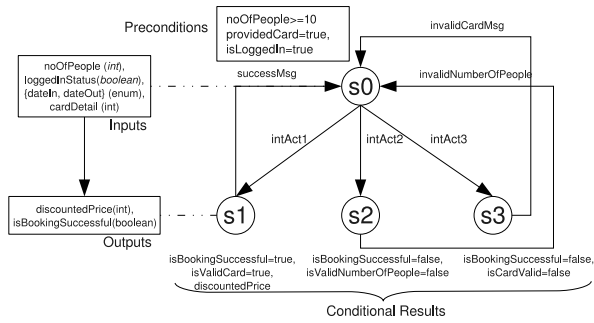 Preconditions
noOfPeople>=10
providedCard=true,
isLoggedIn=true
invalidCardMsg
noOfPeople (int),
loggedInStatus(boolean),
{dateIn, dateOut} (enum),
cardDetail (int)
Inputs
successMsg
s0
invalidNumberOfPeople
intAct1
intAct2
intAct3
discountedPrice(int),
isBookingSuccessful(boolean)
Outputs
s1
s2
s3
isBookingSuccessful=true,
isValidCard=true,
discountedPrice
isBookingSuccessful=false,
isValidNumberOfPeople=false
isBookingSuccessful=false,
isCardValid=false
Conditional Results